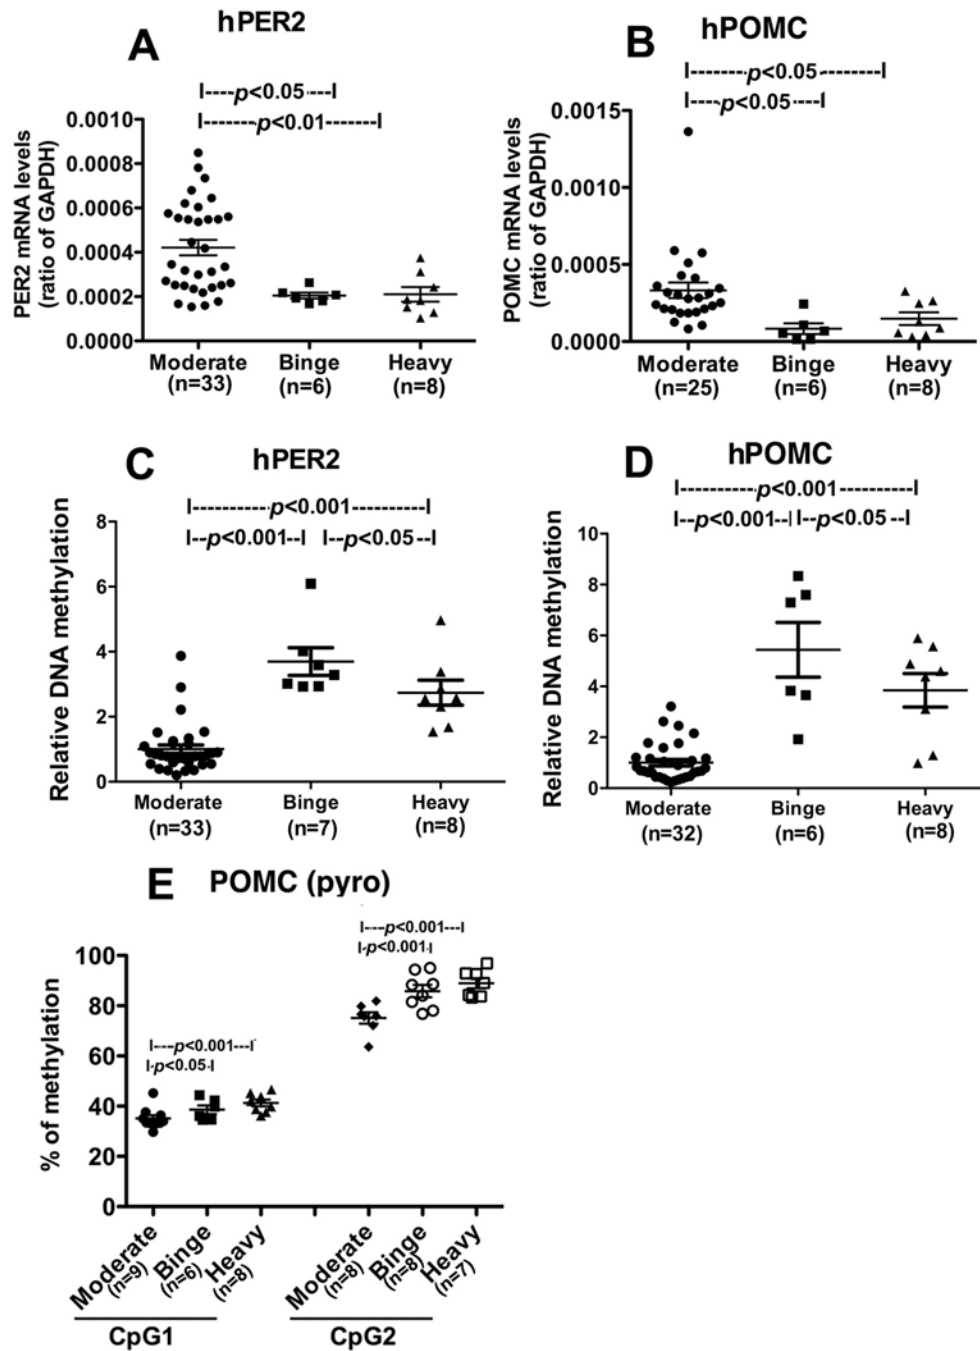 A
hPER2
p<0.05
p<0.01
PER2 mRNA levels
(ratio of GAPDH)
0.0010
0.0008
0.0006
0.0004
0.0002
0.0000
Moderate Binge Heavy
(n=33) (n=6) (n=8)
B
hPOMC
p<0.05
p<0.05
POMC mRNA levels
(ratio of GAPDH)
0.0015
0.0010
0.0005
0.0000
Moderate Binge Heavy
(n=25) (n=6) (n=8)
C
hPER2
p<0.001
p<0.001 p<0.05
Relative DNA methylation
8
6
4
2
0
Moderate Binge Heavy
(n=33) (n=7) (n=8)
D
hPOMC
p<0.001
p<0.001 p<0.05
Relative DNA methylation
10
8
6
4
2
0
Moderate Binge Heavy
(n=32) (n=6) (n=8)
E
POMC (pyro)
p<0.001
p<0.001
p<0.001
p<0.05
% of methylation
100
80
60
40
20
0
Moderate
(n=9)
Binge
(n=6)
Heavy
(n=8)
Moderate
(n=8)
Binge
(n=8)
Heavy
(n=7)
CpG1 CpG2